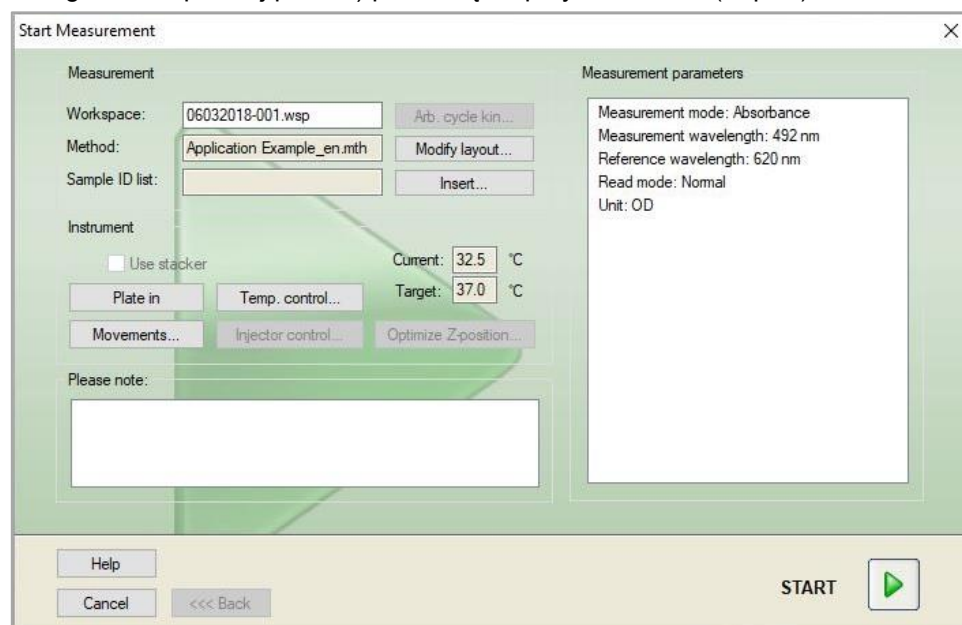 Start Measurement
Measurement
Workspace: 06032018-001.wsp Arb. cycle kin...
Method: Application Example_en.mth Modify layout...
Sample ID list: Insert...
Instrument
Use stacker
Current: 32.5 °C
Plate in Temp. control... Target: 37.0 °C
Movements... Injector control... Optimize Z-position...
Please note:
Measurement parameters
Measurement mode: Absorbance
Measurement wavelength: 492 nm
Reference wavelength: 620 nm
Read mode: Normal
Unit: OD
Help
Cancel <<< Back
START